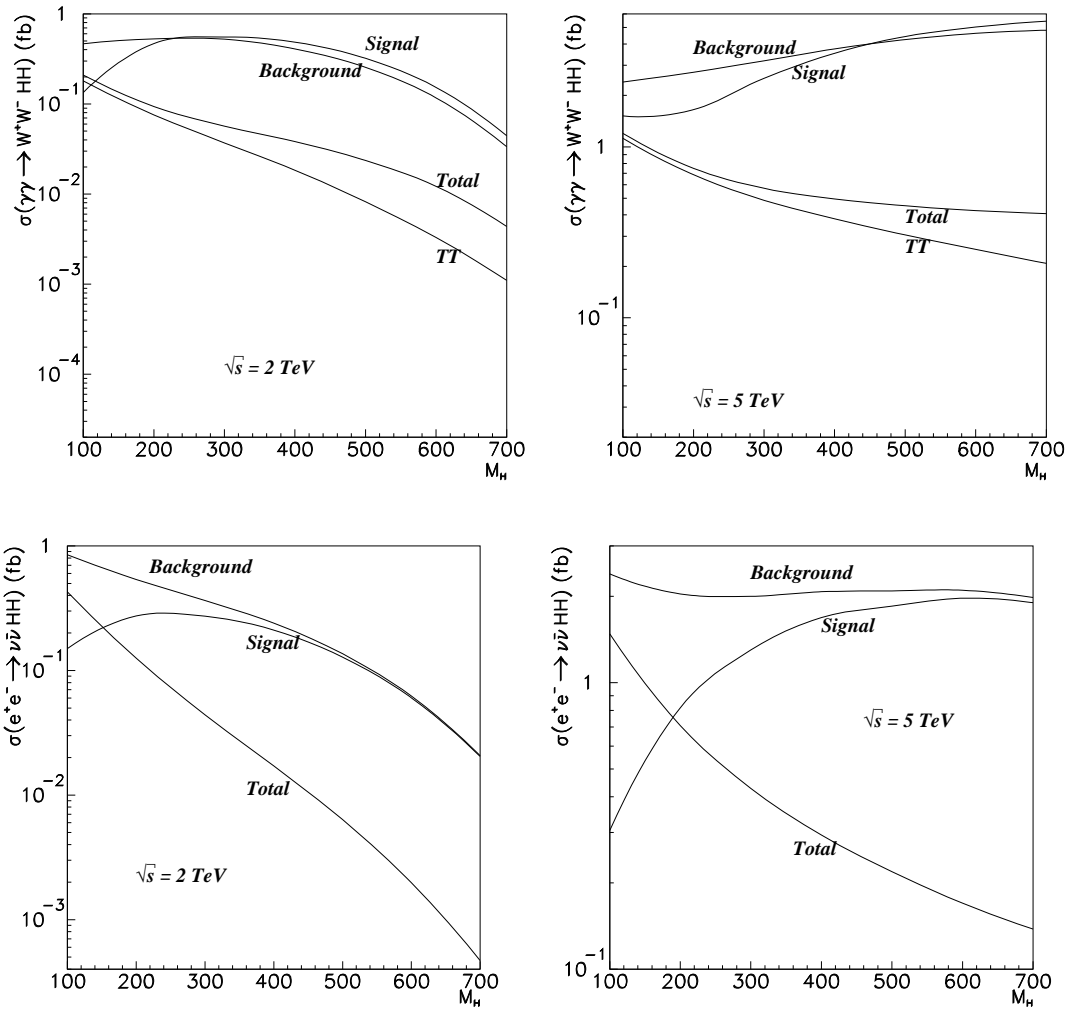 σ(γγ → W⁺W⁻ HH) (fb)
1
10⁻¹
10⁻²
10⁻³
10⁻⁴
Signal
Background
Total
TT
√s = 2 TeV
100 200 300 400 500 600 700
M_H
σ(γγ → W⁺W⁻ HH) (fb)
1
10⁻¹
Background
Signal
Total
TT
√s = 5 TeV
100 200 300 400 500 600 700
M_H
σ(e⁺e⁻ → νν̄ HH) (fb)
1
10⁻¹
10⁻²
10⁻³
Background
Signal
Total
√s = 2 TeV
100 200 300 400 500 600 700
M_H
σ(e⁺e⁻ → νν̄ HH) (fb)
1
10⁻¹
Background
Signal
√s = 5 TeV
Total
100 200 300 400 500 600 700
M_H